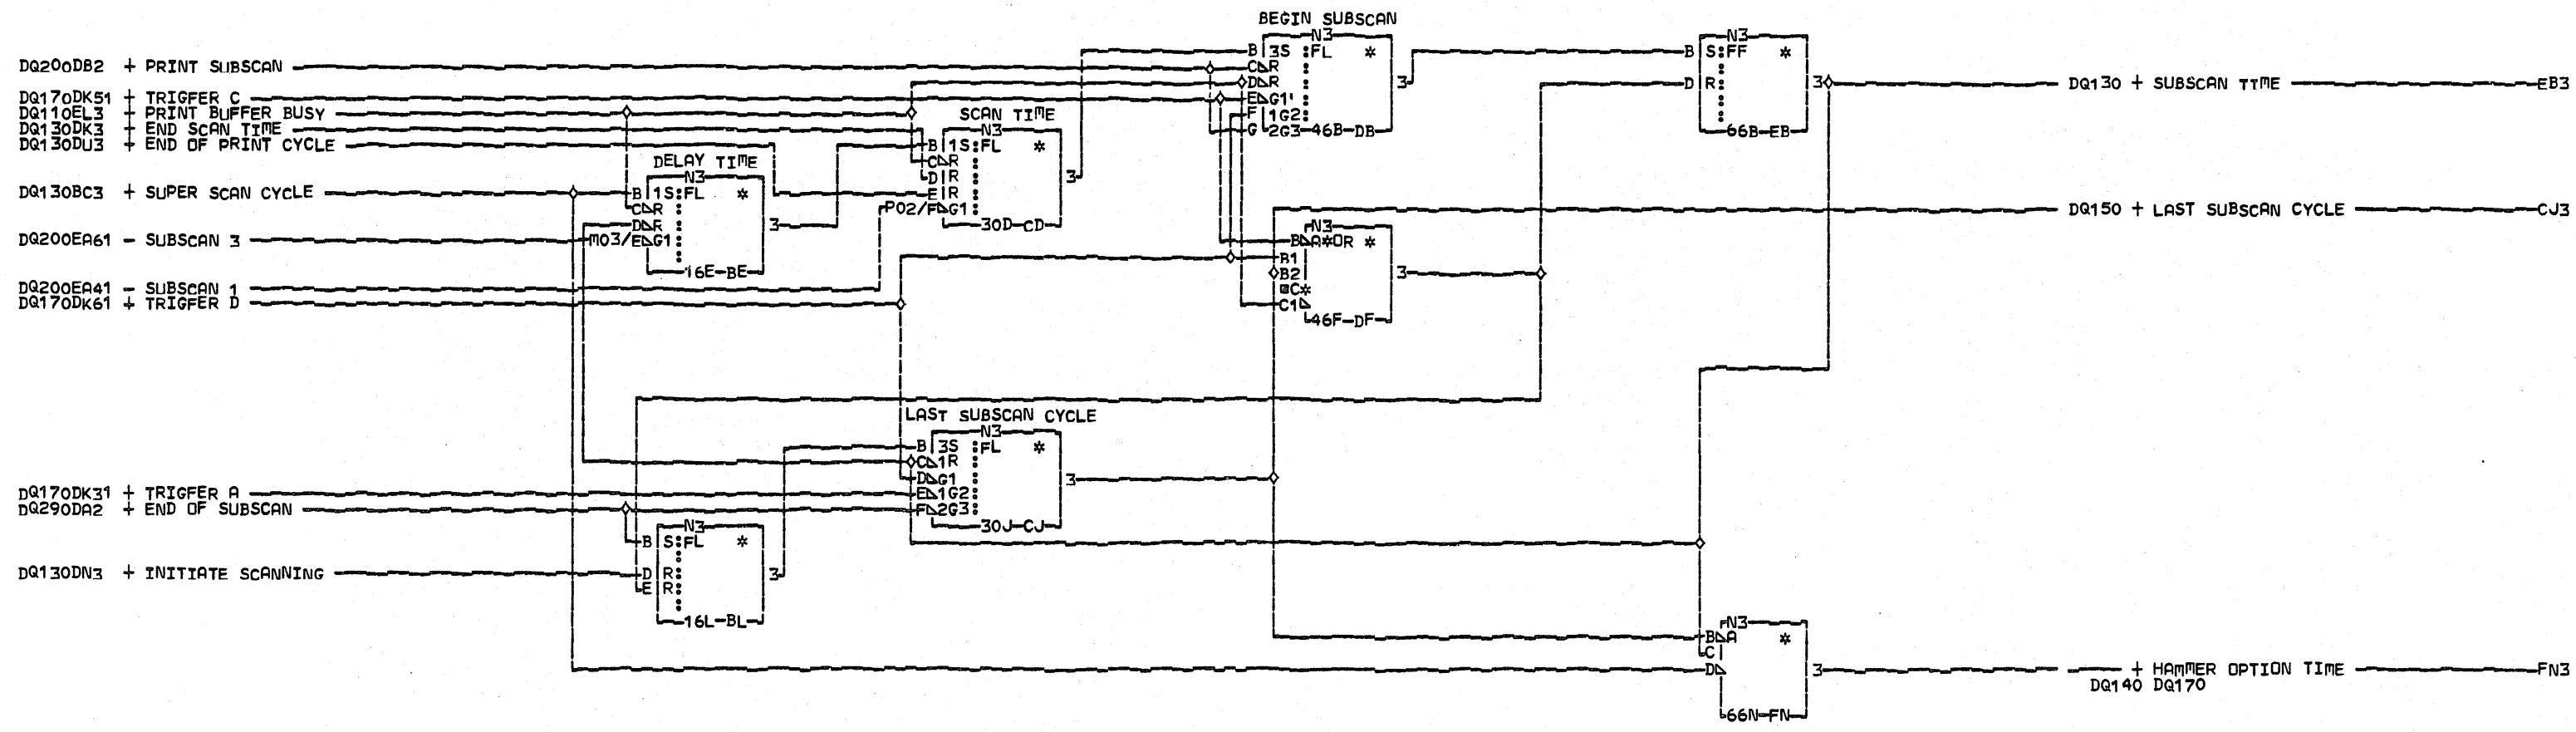 BEGIN SUBSCAN
N3
B 3S :FL *
C R
D R
E G1'
F 1G2:
G 2G3 46B-DB
3
N3
B S:FF *
D R:
66B-EB
3
DQ200DB2 + PRINT SUBSCAN
DQ170DK51 + TRIGFER C
DQ110EL3 + PRINT BUFFER BUSY
DQ130DK3 + END SCAN TIME
DQ130DU3 + END OF PRINT CYCLE
DQ130BC3 + SUPER SCAN CYCLE
DQ200EA61 - SUBSCAN 3
DQ200EA41 - SUBSCAN 1
DQ170DK61 + TRIGFER D
DQ130 + SUBSCAN TIME EB3
SCAN TIME
N3
B 1S:FL *
C R
D R
E R
P02/F G1:
30D-CD
3
DELAY TIME
N3
B 1S:FL *
C R
D R
M03/E G1:
16E-BE
3
DQ150 + LAST SUBSCAN CYCLE CJ3
N3
B A*OR *
B1
B2
C*
C1
46F-DF
3
LAST SUBSCAN CYCLE
N3
B 3S :FL *
C 1R
D G1
E 1G2:
F 2G3:
30J-CJ
3
DQ170DK31 + TRIGFER A
DQ290DA2 + END OF SUBSCAN
DQ130DN3 + INITIATE SCANNING
N3
B S:FL *
D R:
E R:
16L-BL
3
N3
B A *
C
D
66N-FN
3
+ HAMMER OPTION TIME FN3
DQ140 DQ170